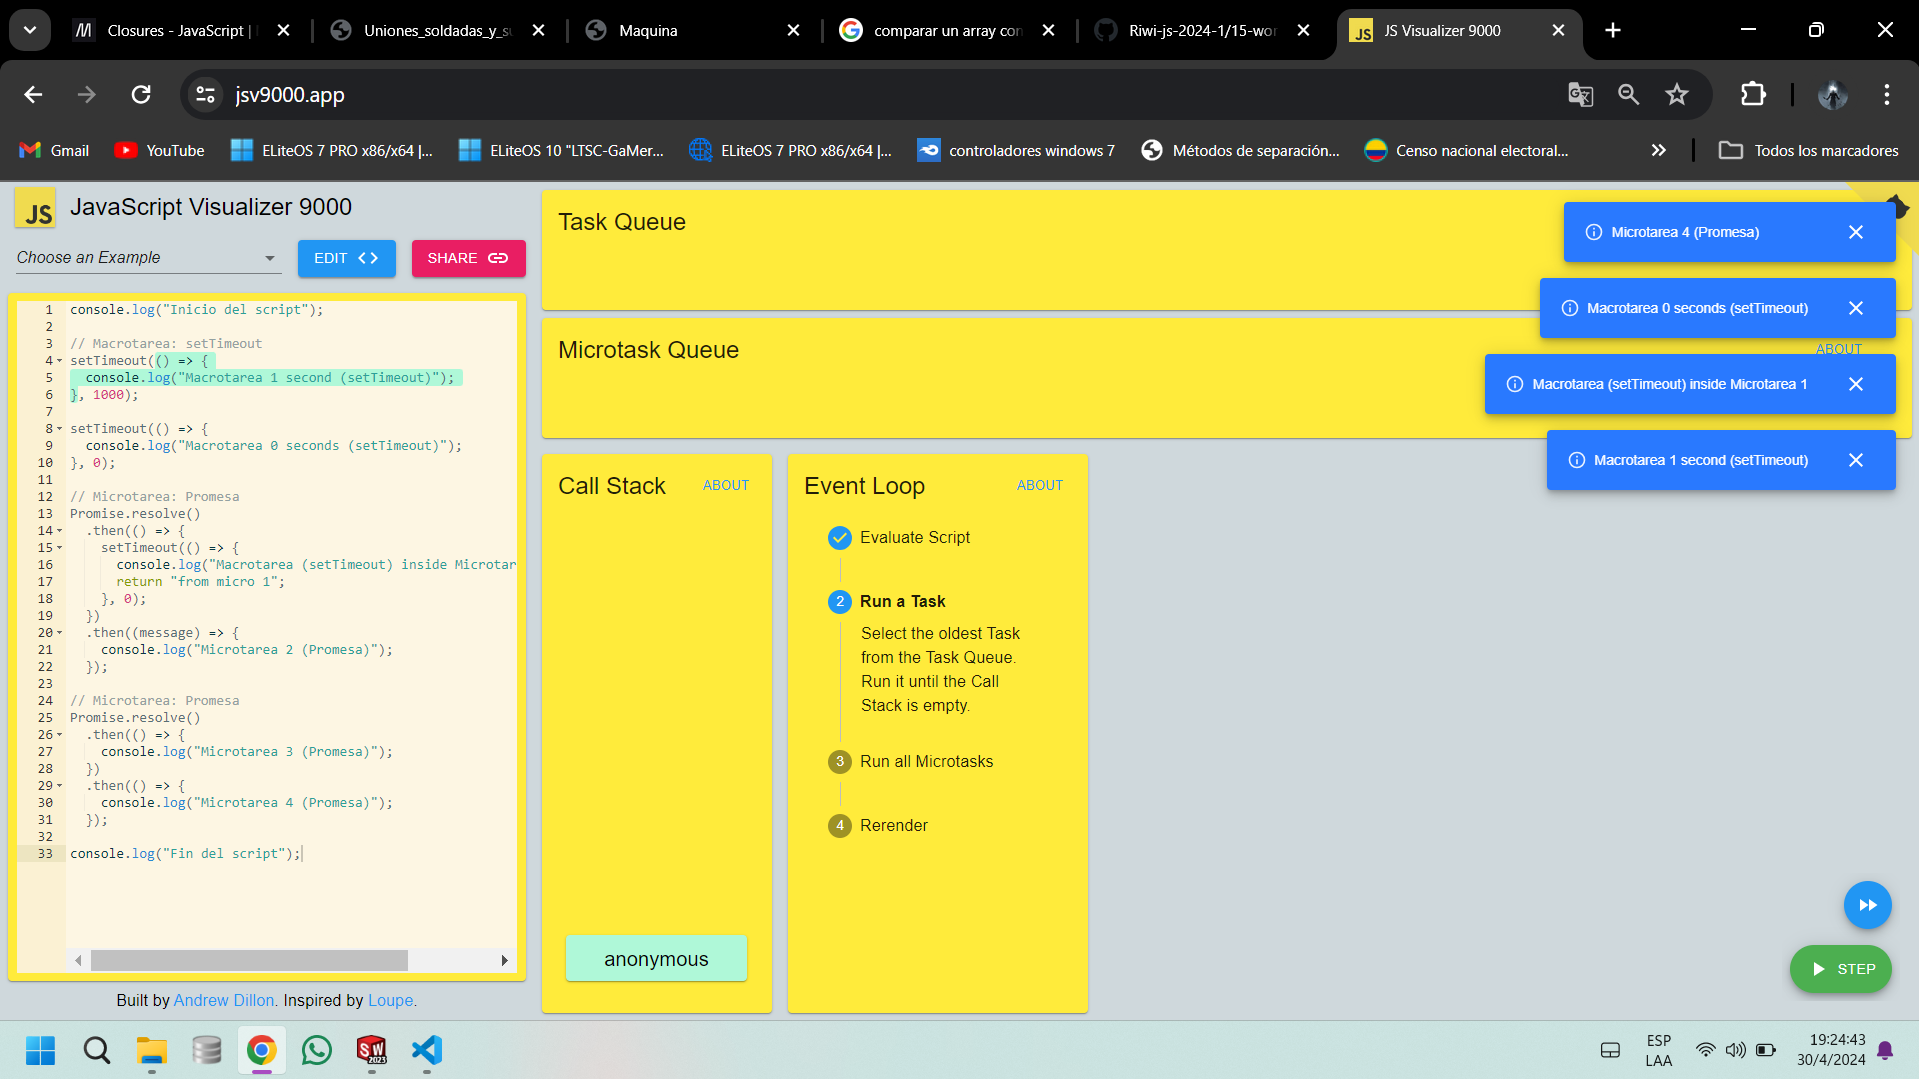 Closures - JavaScript |
Uniones_soldadas_y_su
Maquina
comparar un array con
Riwi-js-2024-1/15-wor
JS Visualizer 9000
jsv9000.app
Gmail
YouTube
ELiteOS 7 PRO x86/x64 |...
ELiteOS 10 "LTSC-GaMer...
ELiteOS 7 PRO x86/x64 |...
controladores windows 7
Métodos de separación...
Censo nacional electoral...
Todos los marcadores
JS
JavaScript Visualizer 9000
Choose an Example
EDIT
SHARE
1 console.log("Inicio del script");
2
3 // Macrotarea: setTimeout
4 setTimeout(() => {
5 console.log("Macrotarea 1 second (setTimeout)");
6 }, 1000);
7
8 setTimeout(() => {
9 console.log("Macrotarea 0 seconds (setTimeout)");
10 }, 0);
11
12 // Microtarea: Promesa
13 Promise.resolve()
14 .then(() => {
15 setTimeout(() => {
16 console.log("Macrotarea (setTimeout) inside Microtar
17 return "from micro 1";
18 }, 0);
19 })
20 .then((message) => {
21 console.log("Microtarea 2 (Promesa)");
22 });
23
24 // Microtarea: Promesa
25 Promise.resolve()
26 .then(() => {
27 console.log("Microtarea 3 (Promesa)");
28 })
29 .then(() => {
30 console.log("Microtarea 4 (Promesa)");
31 });
32
33 console.log("Fin del script");
Built by Andrew Dillon. Inspired by Loupe.
Task Queue
Microtask Queue
ABOUT
Microtarea 4 (Promesa)
Macrotarea 0 seconds (setTimeout)
Macrotarea (setTimeout) inside Microtarea 1
Macrotarea 1 second (setTimeout)
Call Stack
ABOUT
anonymous
Event Loop
ABOUT
Evaluate Script
2 Run a Task
Select the oldest Task
from the Task Queue.
Run it until the Call
Stack is empty.
3 Run all Microtasks
4 Rerender
STEP
SW
2023
ESP
LAA
19:24:43
30/4/2024